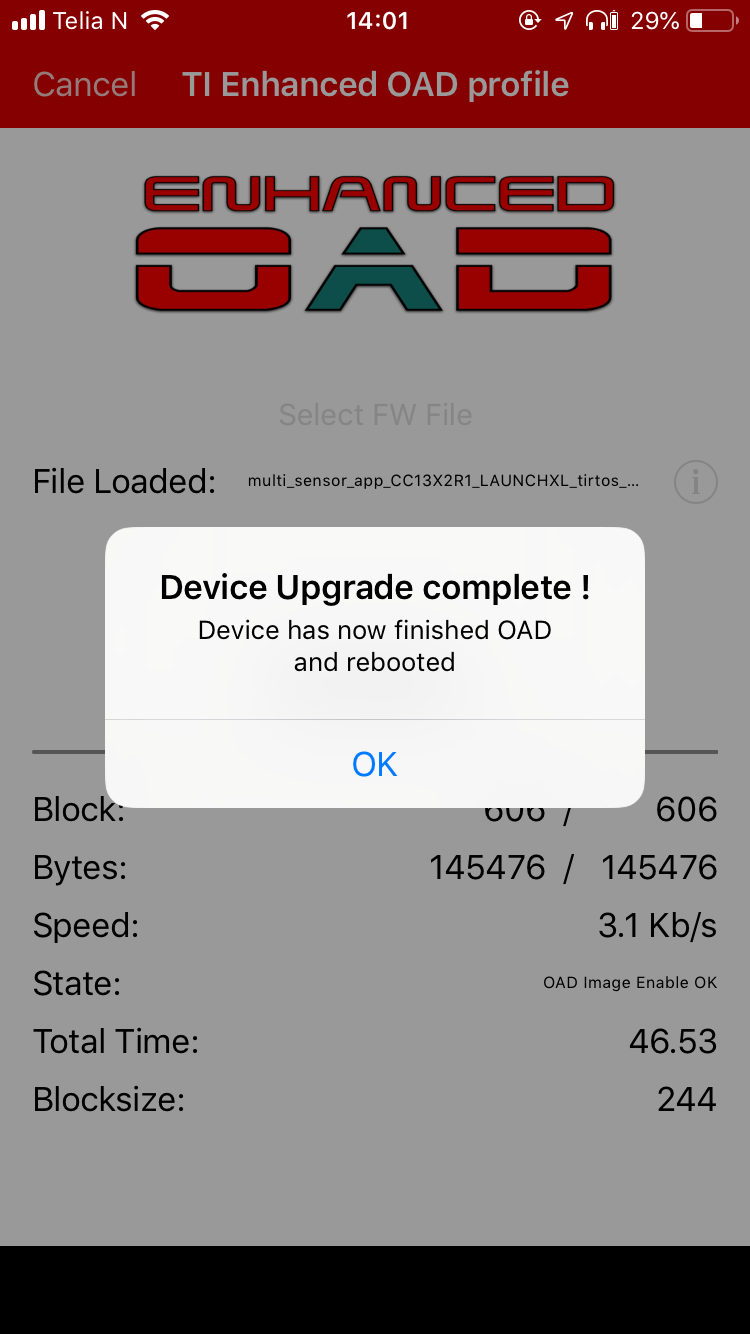 Telia N 14:01 29%
Cancel TI Enhanced OAD profile
ENHANCED
OAD
Select FW File
File Loaded: multi_sensor_app_CC13X2R1_LAUNCHXL_tirtos_...
Device Upgrade complete !
Device has now finished OAD
and rebooted
OK
Block: 606 / 606
Bytes: 145476 / 145476
Speed: 3.1 Kb/s
State: OAD Image Enable OK
Total Time: 46.53
Blocksize: 244